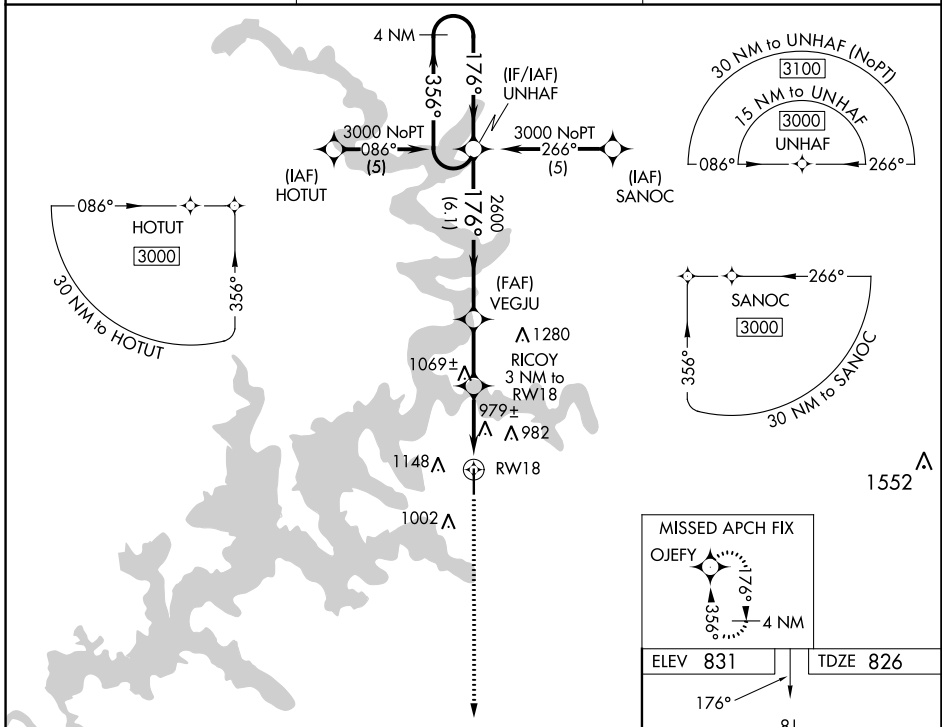 4 NM
356°
176°
(IF/IAF)
UNHAF
3000 NoPT
086°
(5)
(IAF)
HOTUT
3000 NoPT
266°
(5)
(IAF)
SANOC
30 NM to UNHAF (NoPT)
3100
15 NM to UNHAF
3000
UNHAF
086°
266°
086°
HOTUT
3000
356°
30 NM to HOTUT
2600
176°
(6.1)
(FAF)
VEGJU
1280
1069±
RICOY
3 NM to
RW18
979±
982
1148
RW18
1002
266°
SANOC
3000
356°
30 NM to SANOC
1552
MISSED APCH FIX
OJEFY
176°
356°
4 NM
ELEV 831
TDZE 826
176°